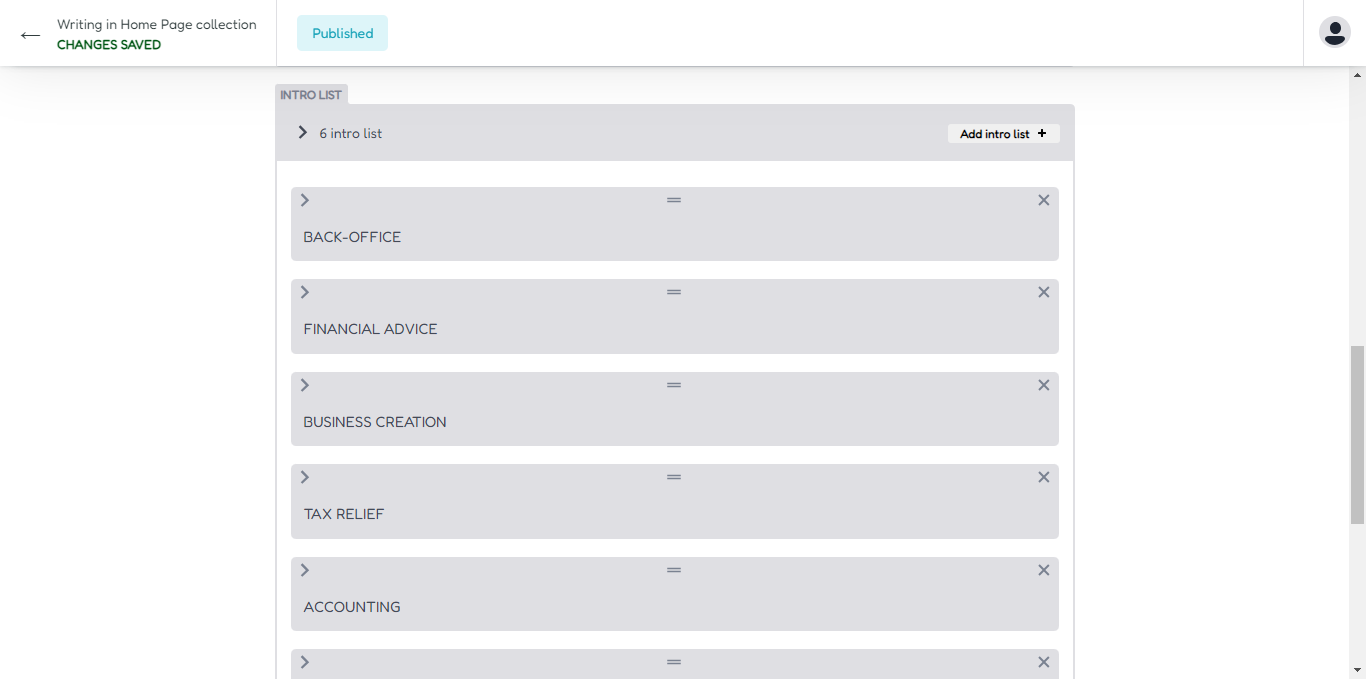 Writing in Home Page collection
CHANGES SAVED
Published
INTRO LIST
6 intro list
Add intro list +
BACK-OFFICE
FINANCIAL ADVICE
BUSINESS CREATION
TAX RELIEF
ACCOUNTING